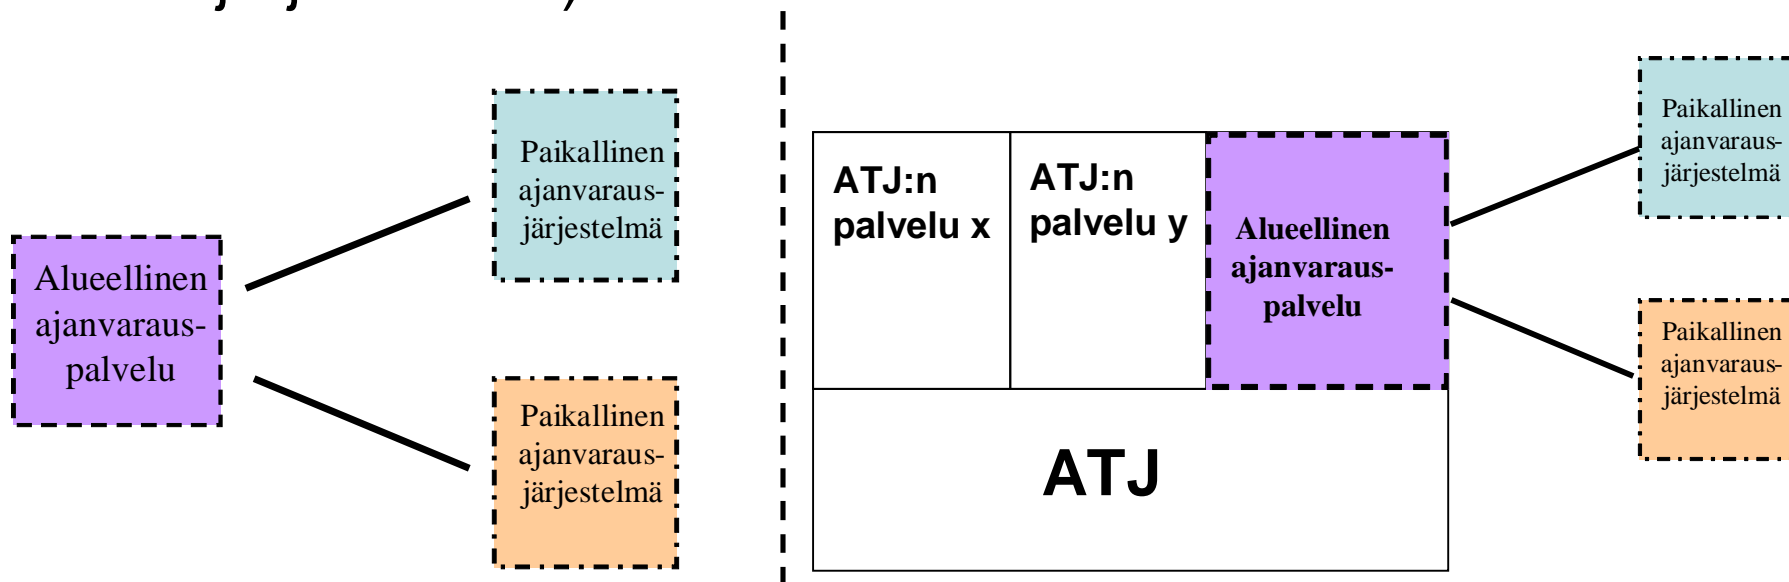 Alueellinen
ajanvaraus-
palvelu
Paikallinen
ajanvaraus-
järjestelmä
Paikallinen
ajanvaraus-
järjestelmä
ATJ:n
palvelu x
ATJ:n
palvelu y
Alueellinen
ajanvaraus-
palvelu
ATJ
Paikallinen
ajanvaraus-
järjestelmä
Paikallinen
ajanvaraus-
järjestelmä